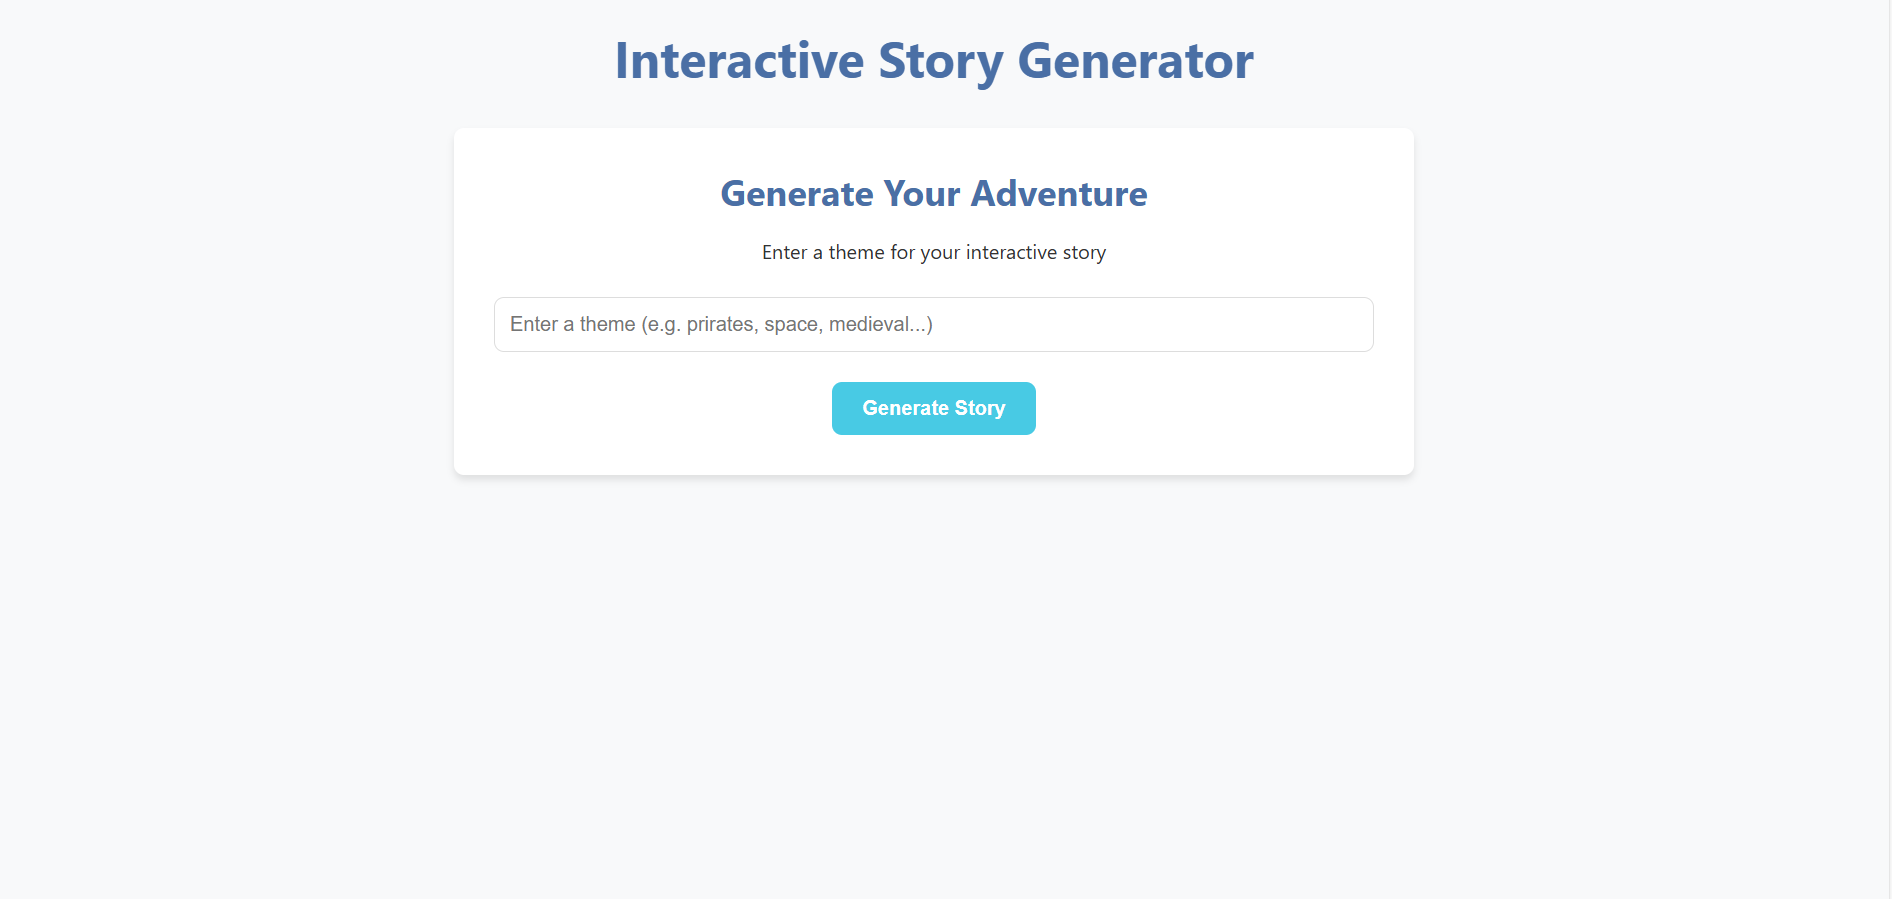 Interactive Story Generator
Generate Your Adventure
Enter a theme for your interactive story
Enter a theme (e.g. prirates, space, medieval...)
Generate Story